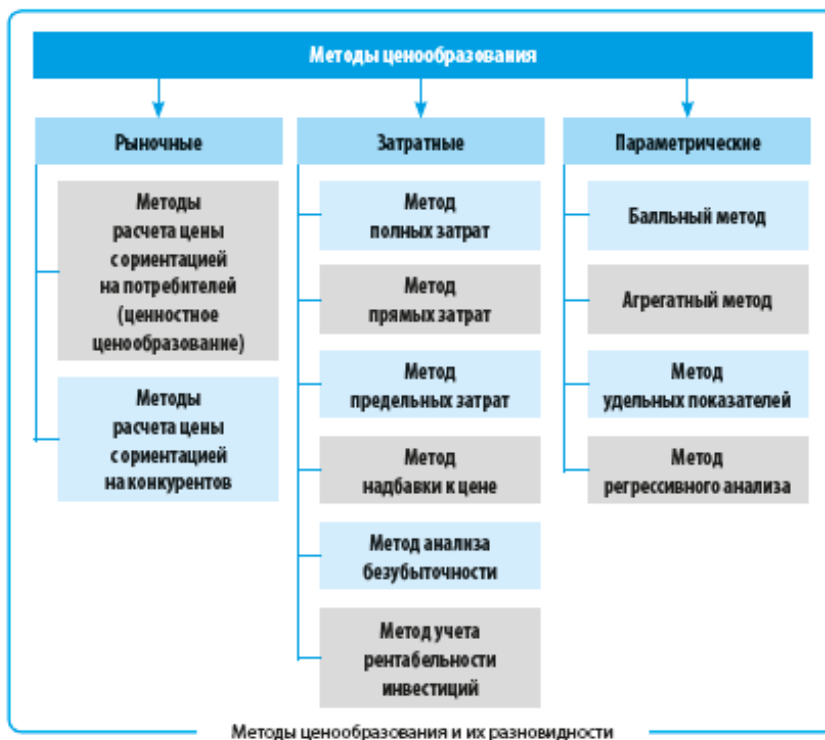 Методы ценообразования
Рыночные
Методы
расчета цены
с ориентацией
на потребителей
(ценностное
ценообразование)
Методы
расчета цены
с ориентацией
на конкурентов
Затратные
Метод
полных затрат
Метод
прямых затрат
Метод
предельных затрат
Метод
надбавки к цене
Метод анализа
безубыточности
Метод учета
рентабельности
инвестиций
Параметрические
Балльный метод
Агрегатный метод
Метод
удельных показателей
Метод
регрессивного анализа
Методы ценообразования и их разновидности